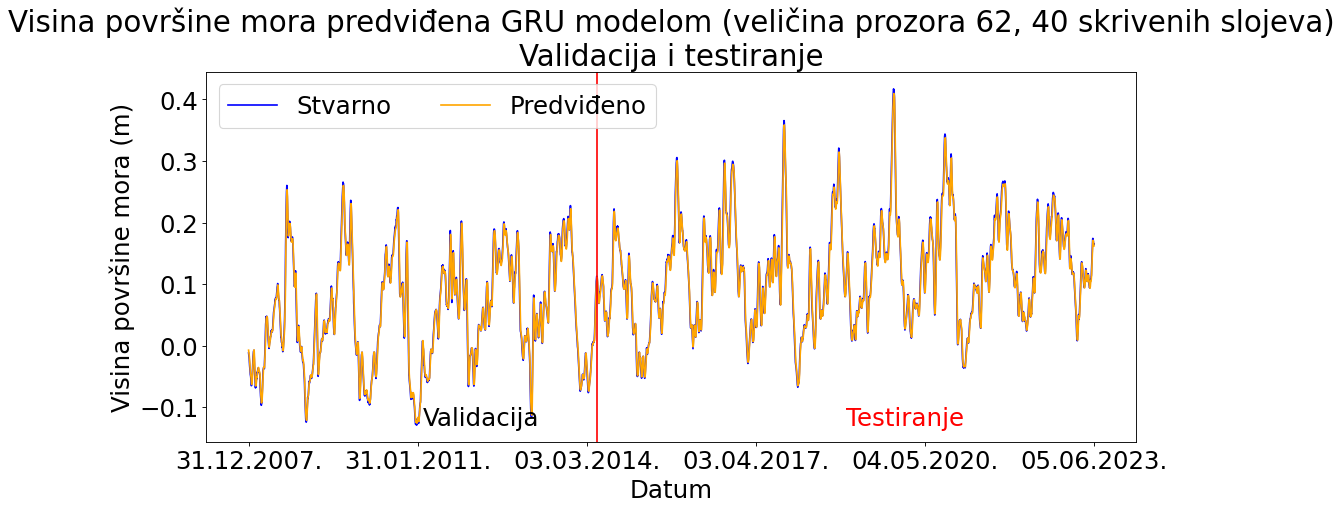 Visina površine mora predviđena GRU modelom (veličina prozora 62, 40 skrivenih slojeva)
Validacija i testiranje
Stvarno
Predviđeno
Visina površine mora (m)
0.4
0.3
0.2
0.1
0.0
−0.1
Validacija
Testiranje
31.12.2007.
31.01.2011.
03.03.2014.
03.04.2017.
04.05.2020.
05.06.2023.
Datum